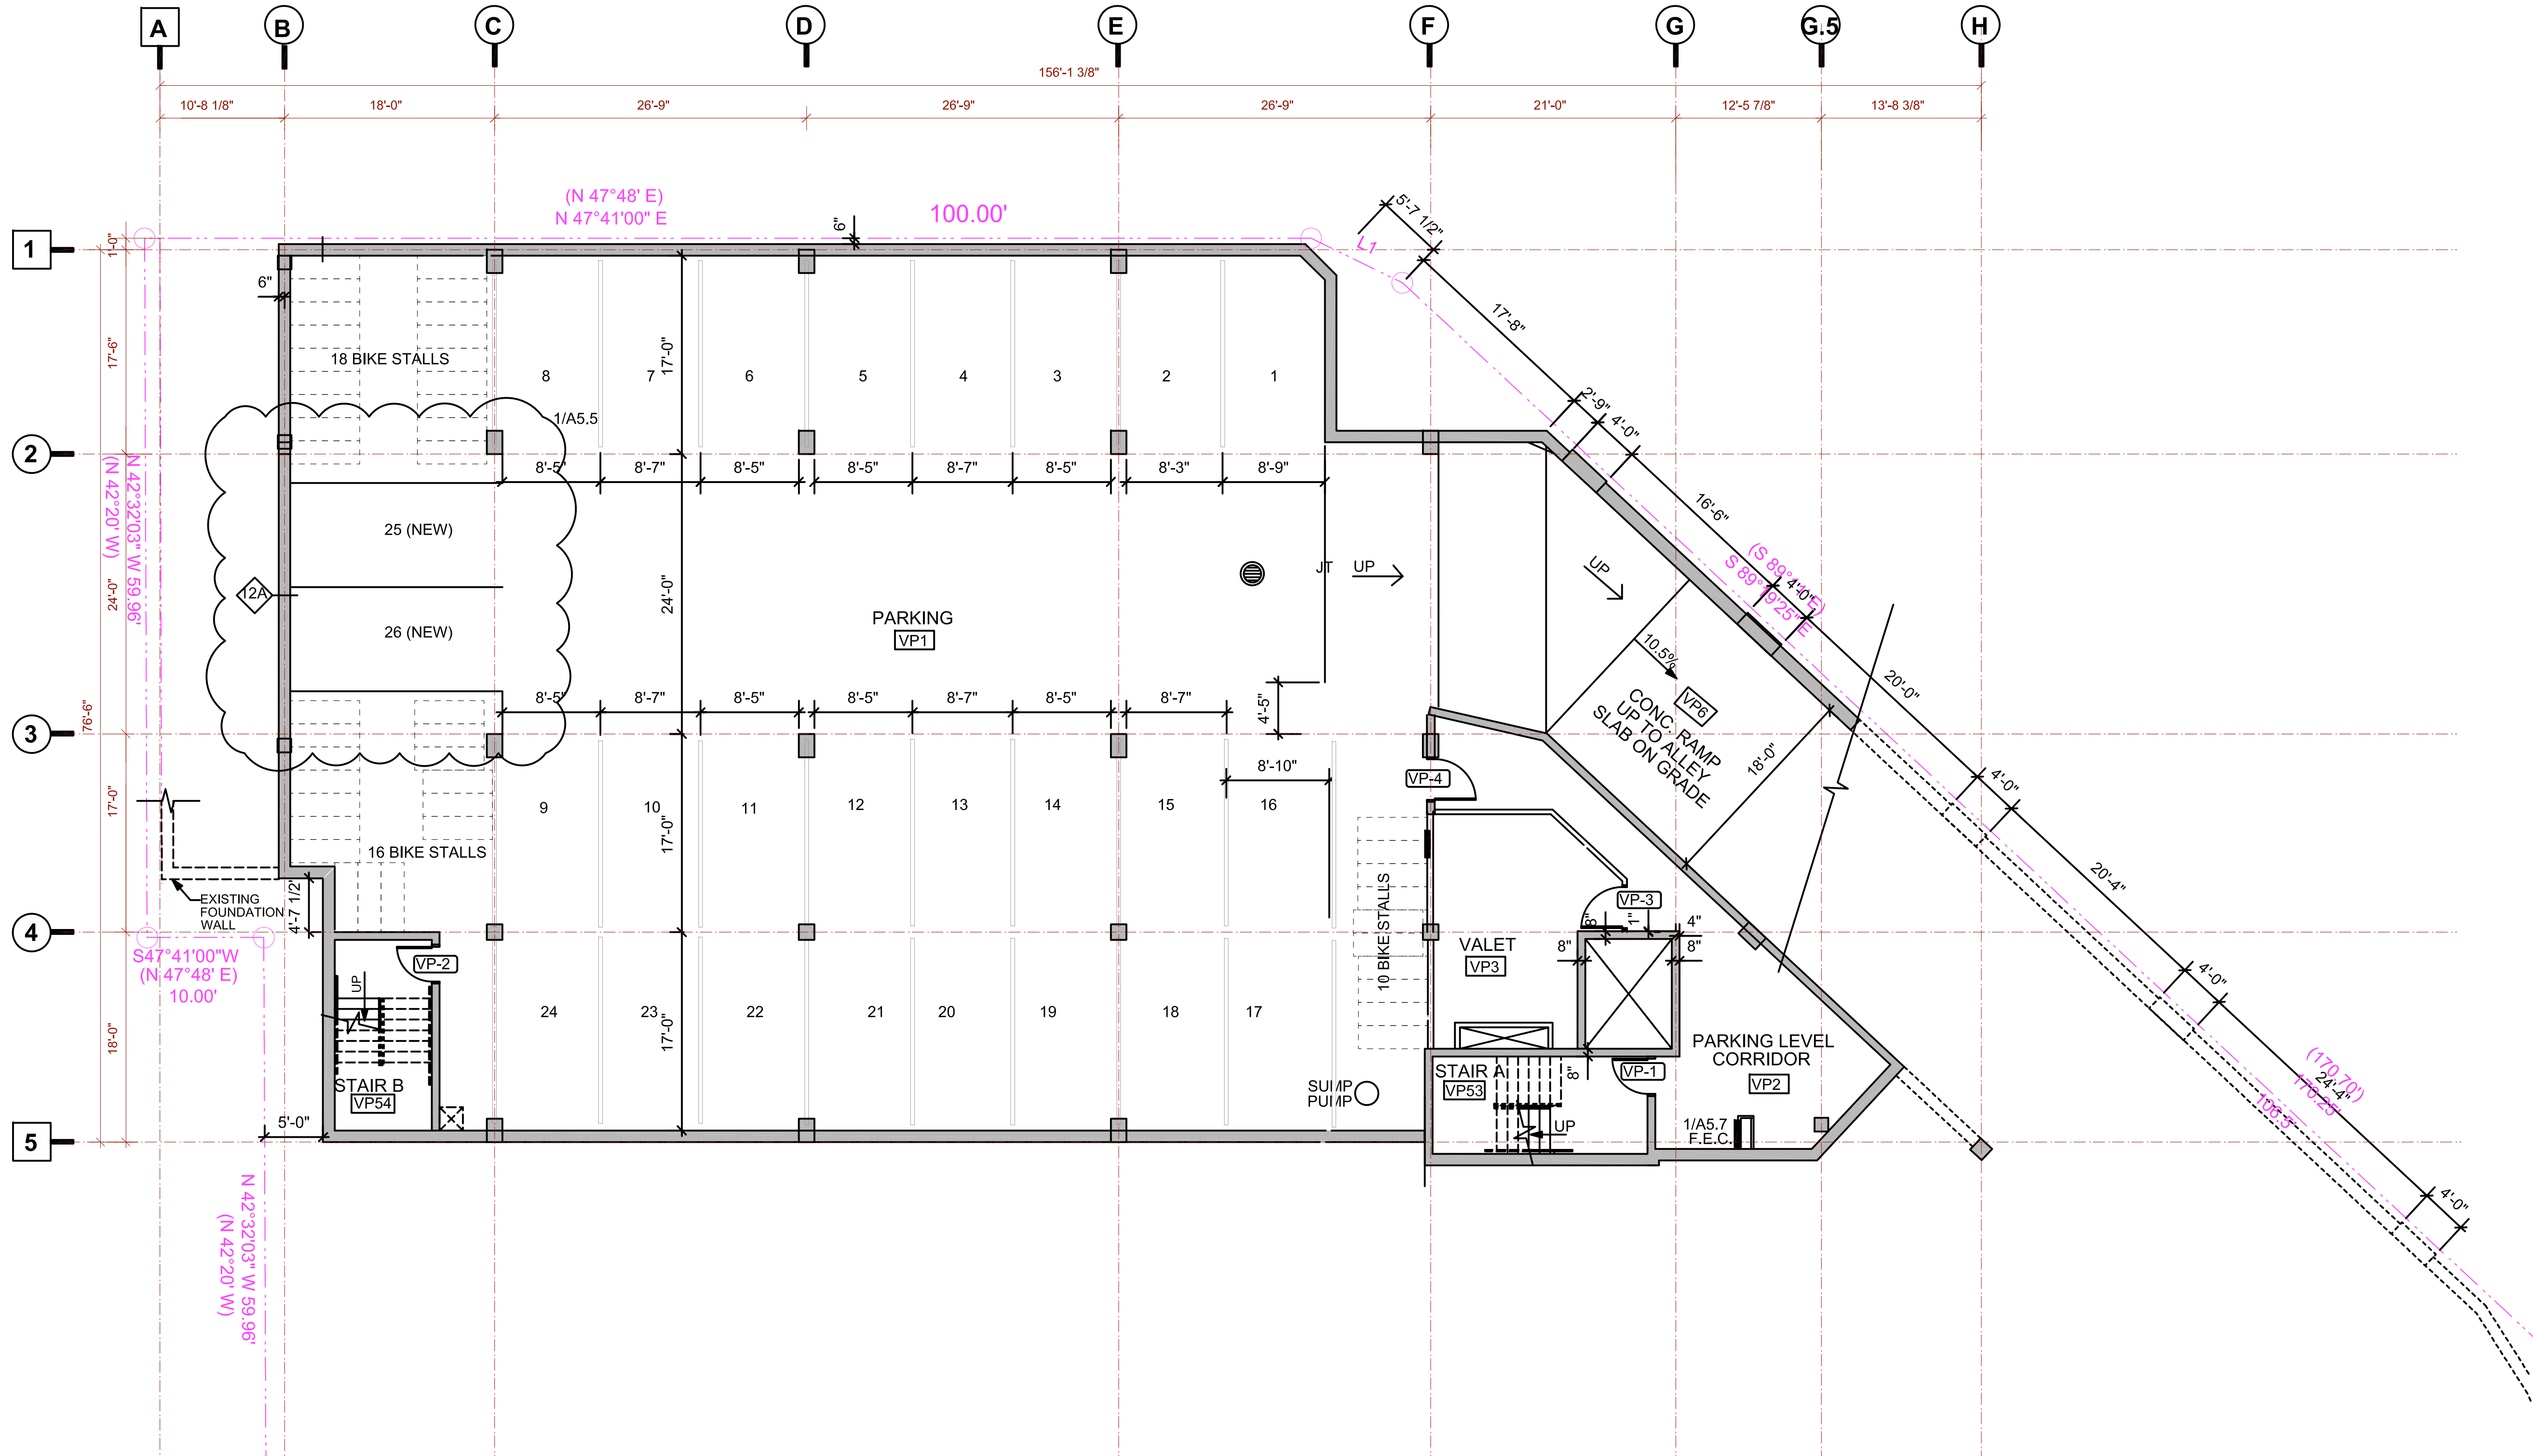 A
B
C
D
E
F
G
G.5
H
156'-1 3/8"
10'-8 1/8"
18'-0"
26'-9"
26'-9"
26'-9"
21'-0"
12'-5 7/8"
13'-8 3/8"
(N 47°48' E)
N 47°41'00" E
100.00'
6"
5'-7 1/2"
L1
1
1'-0"
17'-6"
6"
18 BIKE STALLS
8
7
17'-0"
6
5
4
3
2
1
17'-8"
2'-9"
4'-0"
1/A5.5
2
8'-5"
8'-7"
8'-5"
8'-5"
8'-7"
8'-5"
8'-3"
8'-9"
N 42°32'03" W 59.96'
(N 42°20' W)
25 (NEW)
16'-6"
24'-0"
12A
24'-0"
JT
UP
UP
4'-0"
26 (NEW)
PARKING
VP1
10.5%
CONC. RAMP
UP TO ALLEY
SLAB ON GRADE
VP6
20'-0"
8'-5"
8'-7"
8'-5"
8'-5"
8'-7"
8'-5"
8'-7"
4'-5"
76'-6"
3
8'-10"
VP-4
18'-0"
4'-0"
17'-0"
9
10
11
12
13
14
15
16
17'-0"
16 BIKE STALLS
10 BIKE STALLS
EXISTING
FOUNDATION
WALL
4'-7 1/2'
VP-3
20'-4"
4
8"
1"
4"
8"
8"
VALET
VP3
S47°41'00"W
(N 47°48' E)
10.00'
VP-2
UP
4'-0"
24
23
22
21
20
19
18
17
17'-0"
18'-0"
PARKING LEVEL
CORRIDOR
VP2
STAIR B
VP54
SUMP
PUMP
STAIR A
VP53
8"
VP-1
UP
1/A5.7
F.E.C.
5'-0"
5
(170.70')
170.25'
24'-4"
106'-5"
4'-0"
N 42°32'03" W 59.96'
(N 42°20' W)